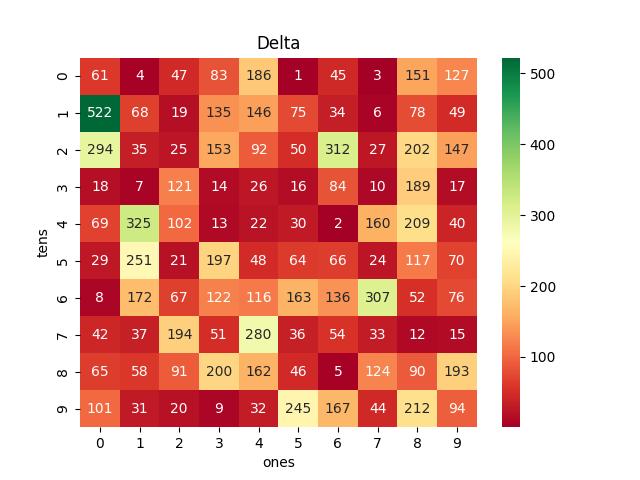 Delta
0 61 4 47 83 186 1 45 3 151 127
1 522 68 19 135 146 75 34 6 78 49
2 294 35 25 153 92 50 312 27 202 147
3 18 7 121 14 26 16 84 10 189 17
4 69 325 102 13 22 30 2 160 209 40
5 29 251 21 197 48 64 66 24 117 70
6 8 172 67 122 116 163 136 307 52 76
7 42 37 194 51 280 36 54 33 12 15
8 65 58 91 200 162 46 5 124 90 193
9 101 31 20 9 32 245 167 44 212 94
0 1 2 3 4 5 6 7 8 9
ones
tens
500
400
300
200
100